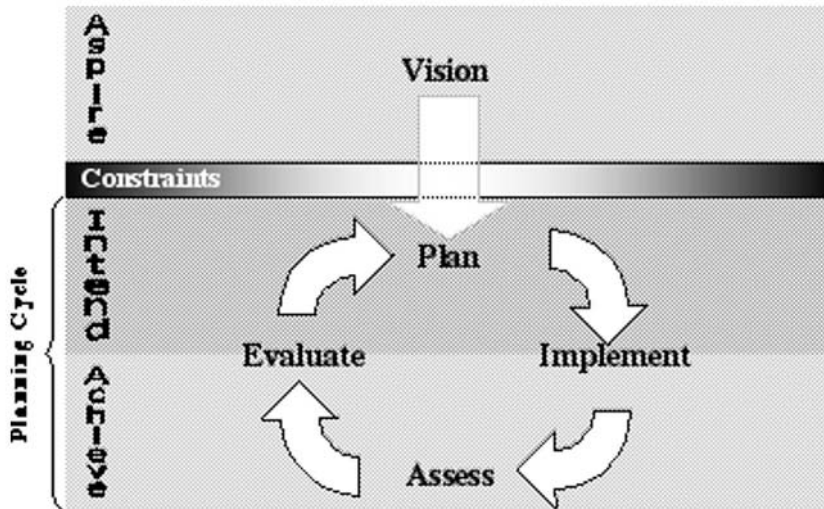 Aspire
Vision
Constraints
Planning Cycle
Intend
Plan
Evaluate
Implement
Achieve
Assess